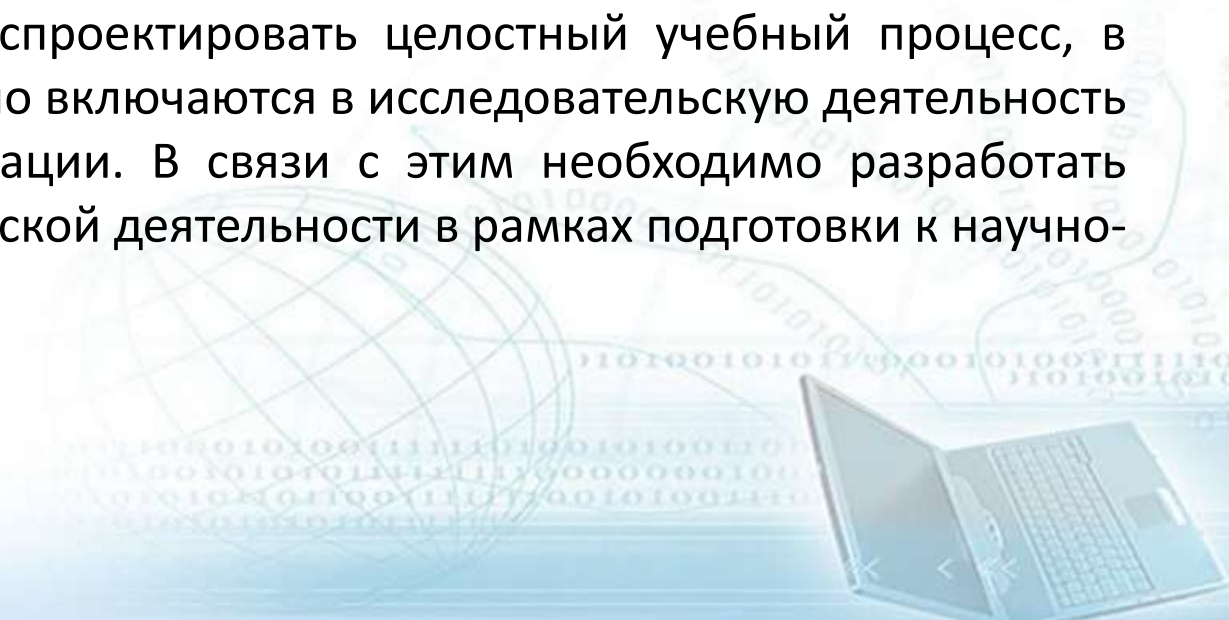 спроектировать целостный учебный процесс, в
о включаются в исследовательскую деятельность
ации. В связи с этим необходимо разработать
ской деятельности в рамках подготовки к научно-